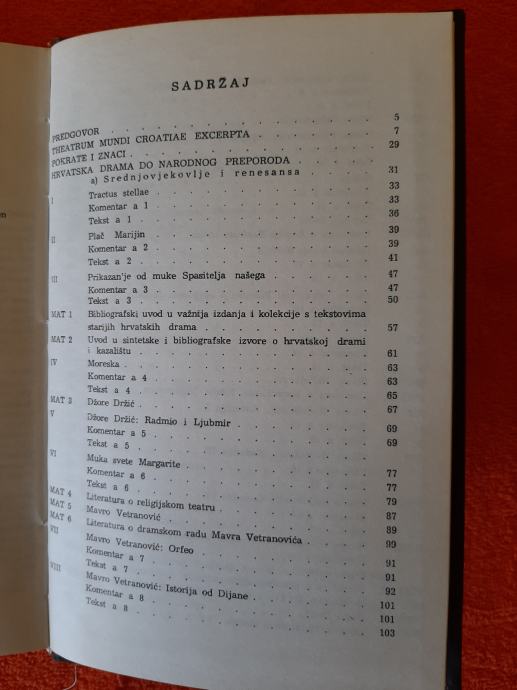 SADRŽAJ
PREDGOVOR . . . . . . . . . . 5
THEATRUM MUNDI CROATIAE EXCERPTA . . . . . 7
POKRATE I ZNACI . . . . . . . . . 29
HRVATSKA DRAMA DO NARODNOG PREPORODA . . . .
a) Srednjovjekovlje i renesansa . . . . 31
I Tractus stellae . . . . . . . . . 33
Komentar a 1 . . . . . . . . . 33
Tekst a 1 . . . . . . . . . . 36
II Plač Marijin . . . . . . . . . 39
Komentar a 2 . . . . . . . . . 39
Tekst a 2 . . . . . . . . . . 41
III Prikazan'je od muke Spasitelja našega . . . . 47
Komentar a 3 . . . . . . . . . 47
Tekst a 3 . . . . . . . . . . 50
MAT 1 Bibliografski uvod u važnija izdanja i kolekcije s tekstovima
starijih hrvatskih drama . . . . . . . 57
MAT 2 Uvod u sintetske i bibliografske izvore o hrvatskoj drami
i kazalištu . . . . . . . . . 61
IV Moreska . . . . . . . . . . 63
Komentar a 4 . . . . . . . . . 63
Tekst a 4 . . . . . . . . . . 65
MAT 3 Džore Držić . . . . . . . . . 67
V Džore Držić: Radmio i Ljubmir . . . . . . 69
Komentar a 5 . . . . . . . . . 69
Tekst a 5 . . . . . . . . . .
VI Muka svete Margarite . . . . . . . . 77
Komentar a 6 . . . . . . . . . 77
Tekst a 6 . . . . . . . . . . 79
MAT 4 Literatura o religijskom teatru . . . . . . 87
MAT 5 Mavro Vetranović . . . . . . . . 89
MAT 6 Literatura o dramskom radu Mavra Vetranovića . . . 90
VII Mavro Vetranović: Orfeo . . . . . . . 91
Komentar a 7 . . . . . . . . . 91
Tekst a 7 . . . . . . . . . . 92
VIII Mavro Vetranović: Istorija od Dijane . . . . . 101
Komentar a 8 . . . . . . . . . 101
Tekst a 8 . . . . . . . . . . 103